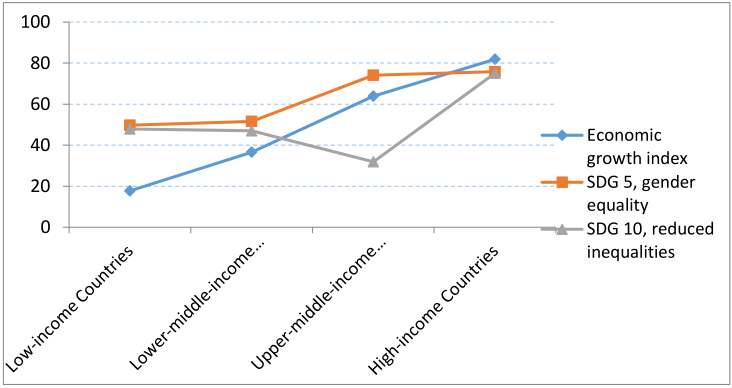 100
80
60
40
20
0
Low-income Countries
Lower-middle-income...
Upper-middle-income...
High-income Countries
Economic
growth index
SDG 5, gender
equality
SDG 10, reduced
inequalities